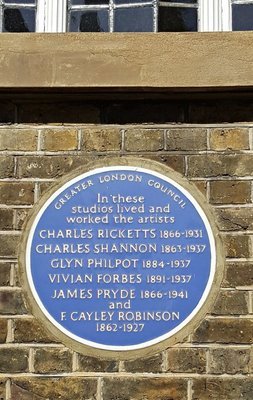 GREATER LONDON COUNCIL
In these
studios lived and
worked the artists
CHARLES RICKETTS 1866-1931
CHARLES SHANNON 1863-1937
GLYN PHILPOT 1884-1937
VIVIAN FORBES 1891-1937
JAMES PRYDE 1866-1941
and
F. CAYLEY ROBINSON
1862-1927